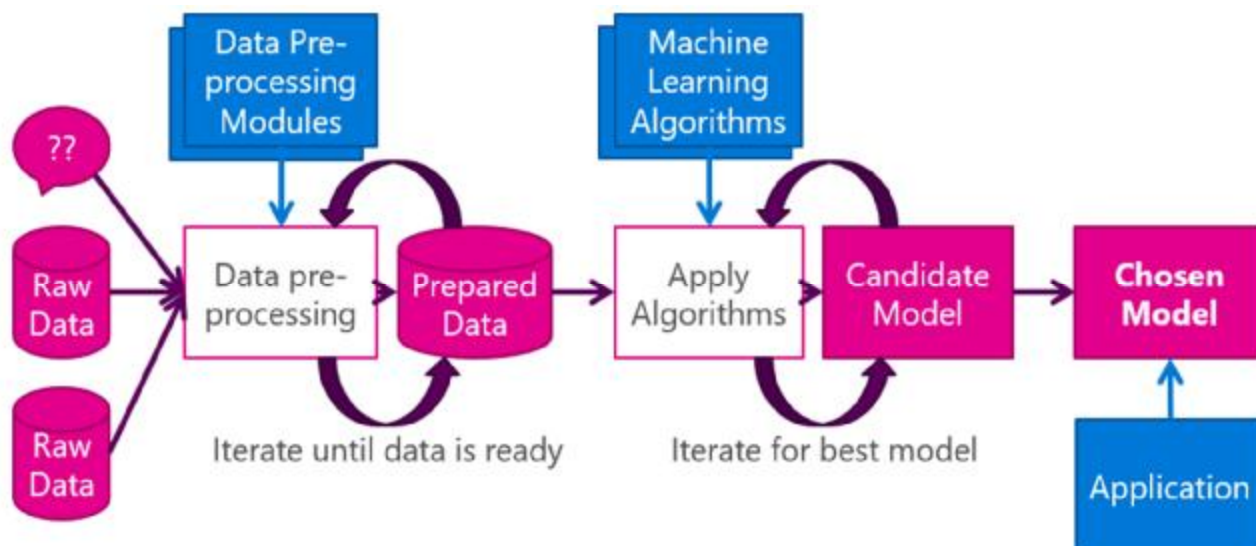 Data Pre-
processing
Modules
Machine
Learning
Algorithms
??
Raw
Data
Data pre-
processing
Prepared
Data
Apply
Algorithms
Candidate
Model
Chosen
Model
Raw
Data
Iterate until data is ready
Iterate for best model
Application